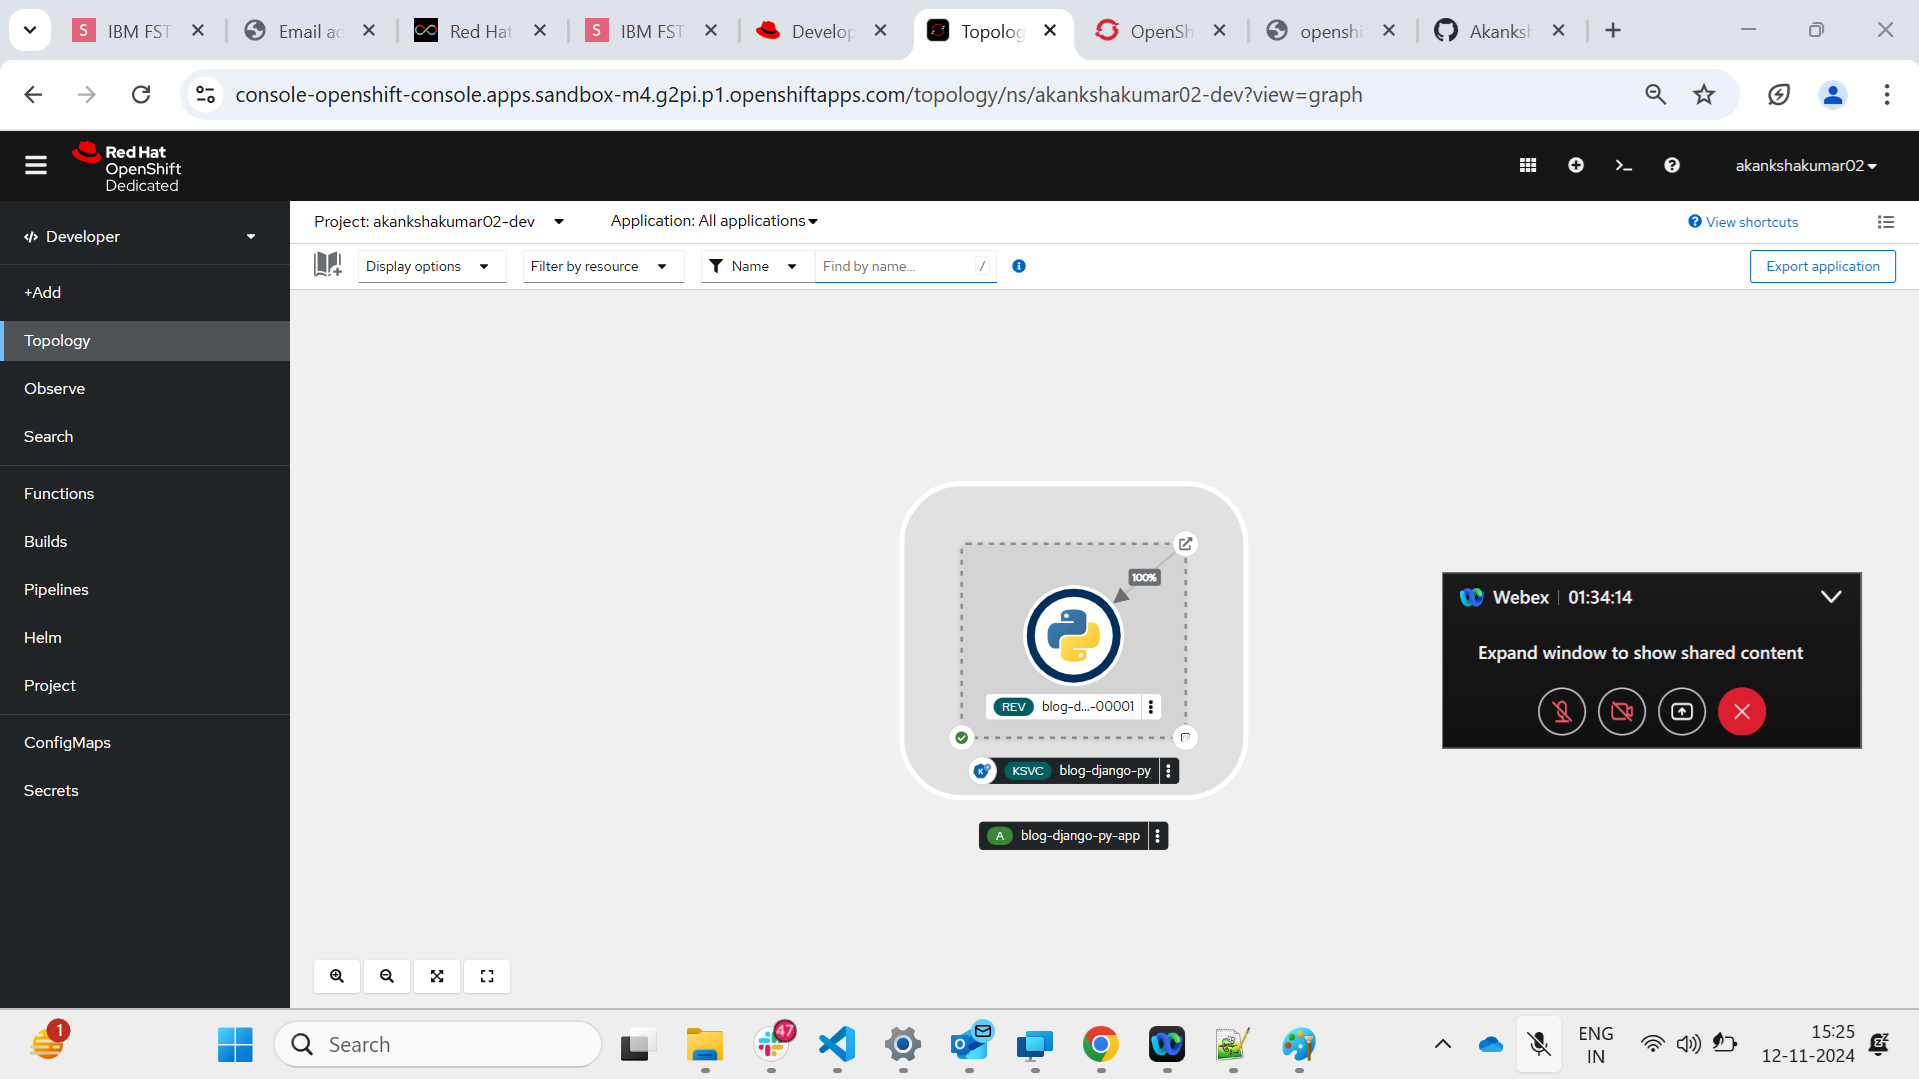 IBM FST
Email ad
Red Hat
IBM FST
Develop
Topolog
OpenSh
openshi
Akanksh
console-openshift-console.apps.sandbox-m4.g2pi.p1.openshiftapps.com/topology/ns/akankshakumar02-dev?view=graph
Red Hat
OpenShift
Dedicated
akankshakumar02
Developer
+Add
Topology
Observe
Search
Functions
Builds
Pipelines
Helm
Project
ConfigMaps
Secrets
Project: akankshakumar02-dev
Application: All applications
View shortcuts
Display options
Filter by resource
Name
Find by name...
/
Export application
100%
REV blog-d...-00001
KSVC blog-django-py
A blog-django-py-app
Webex 01:34:14
Expand window to show shared content
1
Search
47
ENG
IN
15:25
12-11-2024